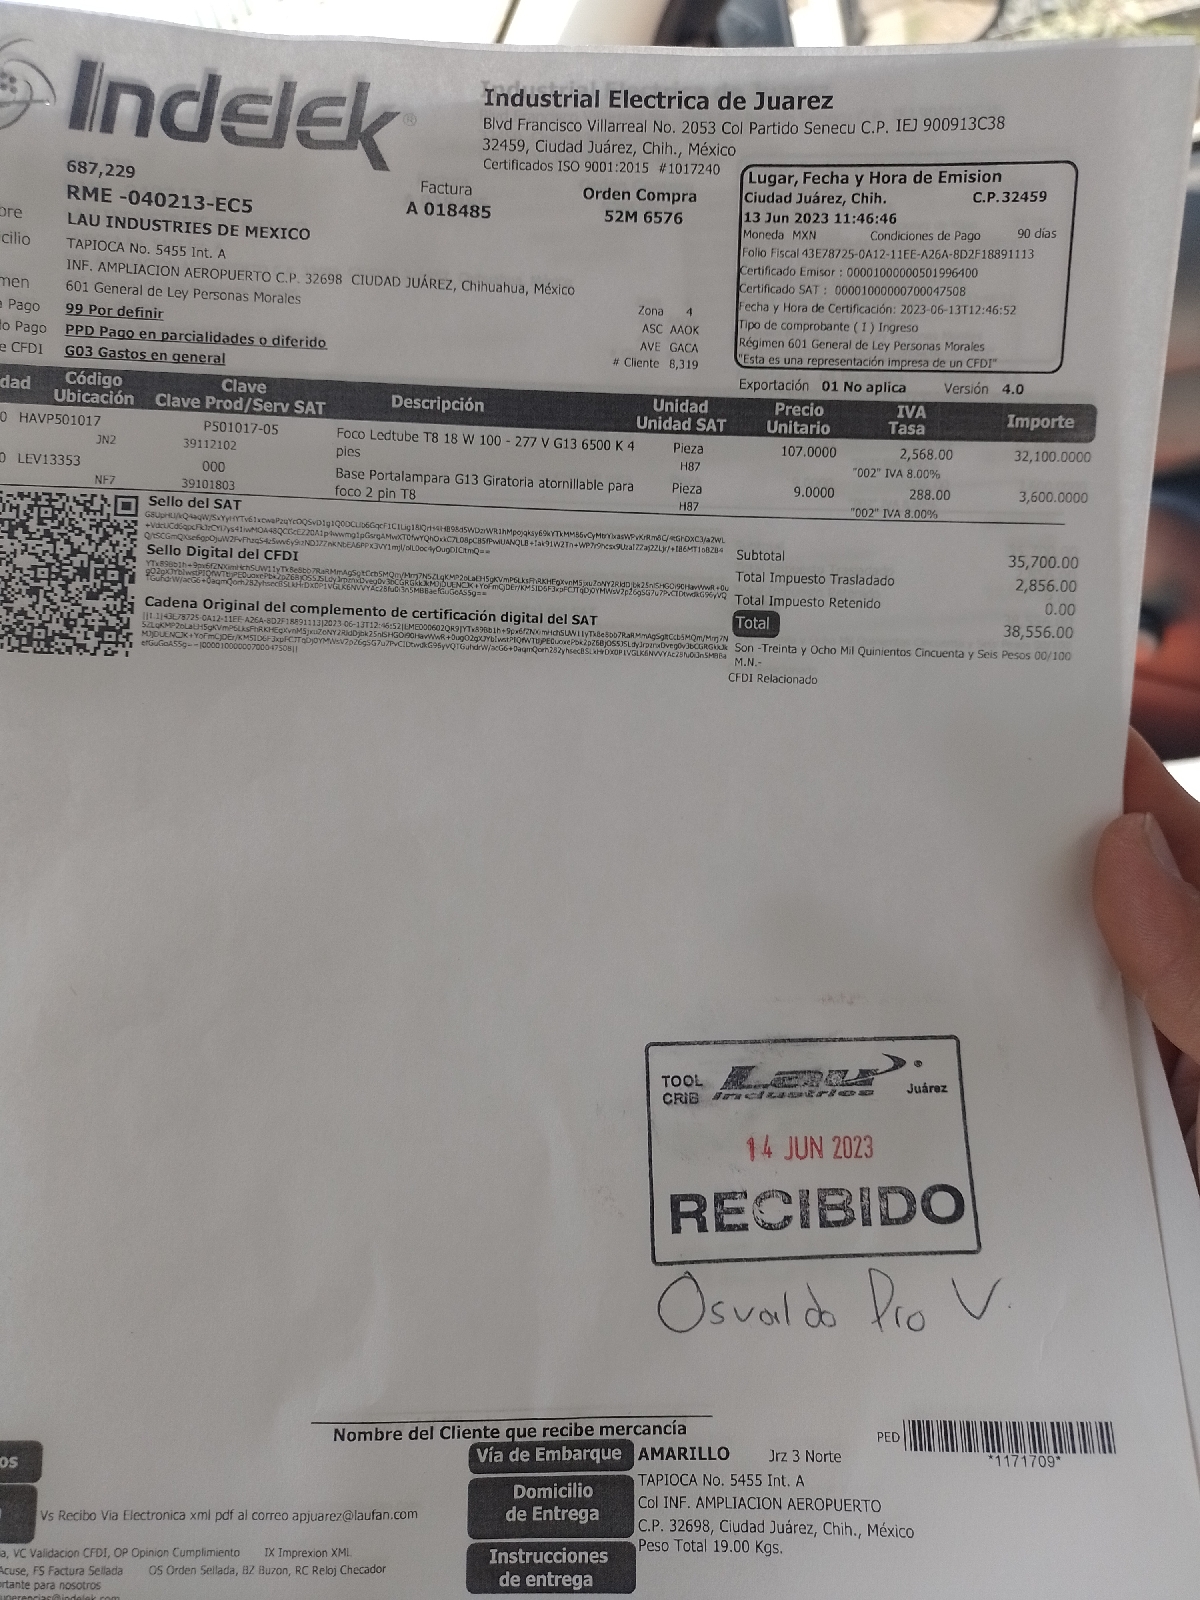 Indelek®
Industrial Electrica de Juarez
Blvd Francisco Villarreal No. 2053 Col Partido Senecu C.P. IEJ 900913C38
32459, Ciudad Juárez, Chih., México
Certificados ISO 9001:2015 #1017240
687,229
RME -040213-EC5
LAU INDUSTRIES DE MEXICO
TAPIOCA No. 5455 Int. A
INF. AMPLIACION AEROPUERTO C.P. 32698 CIUDAD JUÁREZ, Chihuahua, México
601 General de Ley Personas Morales
Pago 99 Por definir
Pago PPD Pago en parcialidades o diferido
CFDI G03 Gastos en general
Factura
A 018485
Orden Compra
52M 6576
Zona 4
ASC AAOK
AVE GACA
# Cliente 8,319
Lugar, Fecha y Hora de Emision
Ciudad Juárez, Chih. C.P.32459
13 Jun 2023 11:46:46
Moneda MXN Condiciones de Pago 90 días
Folio Fiscal 43E78725-0A12-11EE-A26A-8D2F18891113
Certificado Emisor : 00001000000501996400
Certificado SAT : 00001000000700047508
Fecha y Hora de Certificación: 2023-06-13T12:46:52
Tipo de comprobante ( I ) Ingreso
Régimen 601 General de Ley Personas Morales
"Esta es una representación impresa de un CFDI"
Exportación 01 No aplica Versión 4.0
dad Código Ubicación Clave Clave Prod/Serv SAT Descripción Unidad Unidad SAT Precio Unitario IVA Tasa Importe
0 HAVP501017 P501017-05 Foco Ledtube T8 18 W 100 - 277 V G13 6500 K 4 Pieza 107.0000 2,568.00 32,100.0000
JN2 39112102 pies H87 "002" IVA 8.00%
0 LEV13353 000 Base Portalampara G13 Giratoria atornillable para Pieza 9.0000 288.00 3,600.0000
NF7 39101803 foco 2 pin T8 H87 "002" IVA 8.00%
Sello del SAT
Sello Digital del CFDI
Cadena Original del complemento de certificación digital del SAT
Subtotal 35,700.00
Total Impuesto Trasladado 2,856.00
Total Impuesto Retenido 0.00
Total 38,556.00
Son -Treinta y Ocho Mil Quinientos Cincuenta y Seis Pesos 00/100
M.N.-
CFDI Relacionado
TOOL CRIB Lau Industries Juárez
14 JUN 2023
RECIBIDO
Osvaldo Pro V.
Nombre del Cliente que recibe mercancía
PED *1171709*
Vía de Embarque AMARILLO Jrz 3 Norte
Domicilio de Entrega TAPIOCA No. 5455 Int. A
Col INF. AMPLIACION AEROPUERTO
C.P. 32698, Ciudad Juárez, Chih., México
Peso Total 19.00 Kgs.
Instrucciones de entrega
os
Vs Recibo Via Electronica xml pdf al correo apjuarez@laufan.com
a, VC Validacion CFDI, OP Opinion Cumplimiento IX Imprexion XML
Acuse, FS Factura Sellada OS Orden Sellada, BZ Buzon, RC Reloj Checador
rtante para nosotros